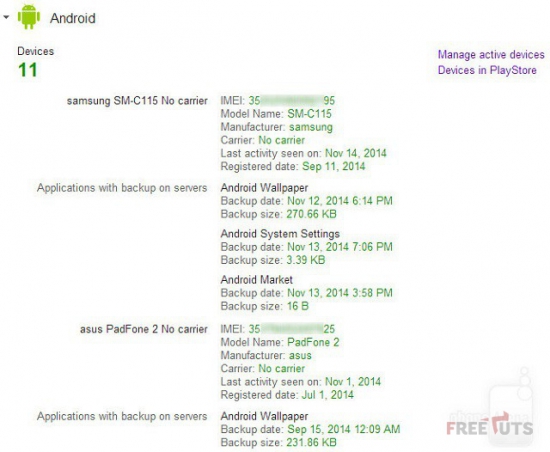 Android
Devices
11
Manage active devices
Devices in PlayStore
samsung SM-C115 No carrier
IMEI: 35 95
Model Name: SM-C115
Manufacturer: samsung
Carrier: No carrier
Last activity seen on: Nov 14, 2014
Registered date: Sep 11, 2014
Applications with backup on servers
Android Wallpaper
Backup date: Nov 12, 2014 6:14 PM
Backup size: 270.66 KB
Android System Settings
Backup date: Nov 13, 2014 7:06 PM
Backup size: 3.39 KB
Android Market
Backup date: Nov 13, 2014 3:58 PM
Backup size: 16 B
asus PadFone 2 No carrier
IMEI: 35 25
Model Name: PadFone 2
Manufacturer: asus
Carrier: No carrier
Last activity seen on: Nov 1, 2014
Registered date: Jul 1, 2014
Applications with backup on servers
Android Wallpaper
Backup date: Sep 15, 2014 12:09 AM
Backup size: 231.86 KB
FREETUTS